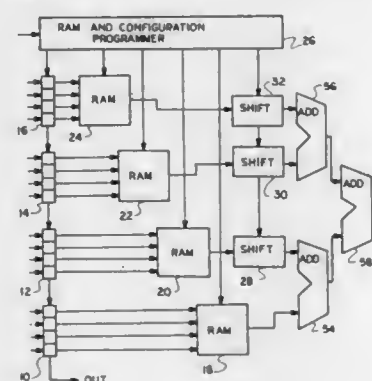 RAM AND CONFIGURATION
PROGRAMMER
26
32
56
16
RAM
24
SHIFT
ADD
14
RAM
22
SHIFT
30
ADD
58
12
RAM
20
SHIFT
28
ADD
54
10
RAM
18
OUT